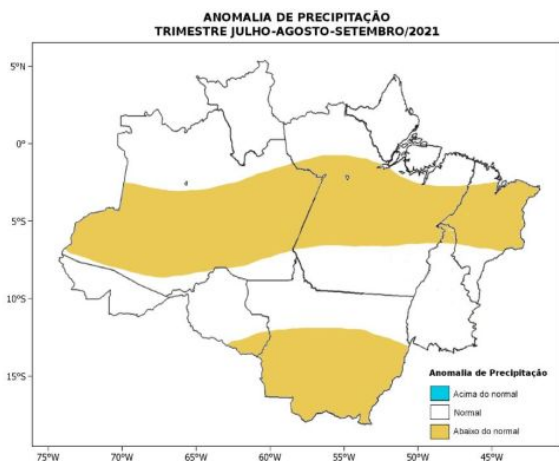 ANOMALIA DE PRECIPITAÇÃO
TRIMESTRE JULHO-AGOSTO-SETEMBRO/2021
5°N
0°
5°S
10°S
15°S
75°W
70°W
65°W
60°W
55°W
50°W
45°W
Anomalia de Precipitação
Acima do normal
Normal
Abaixo do normal